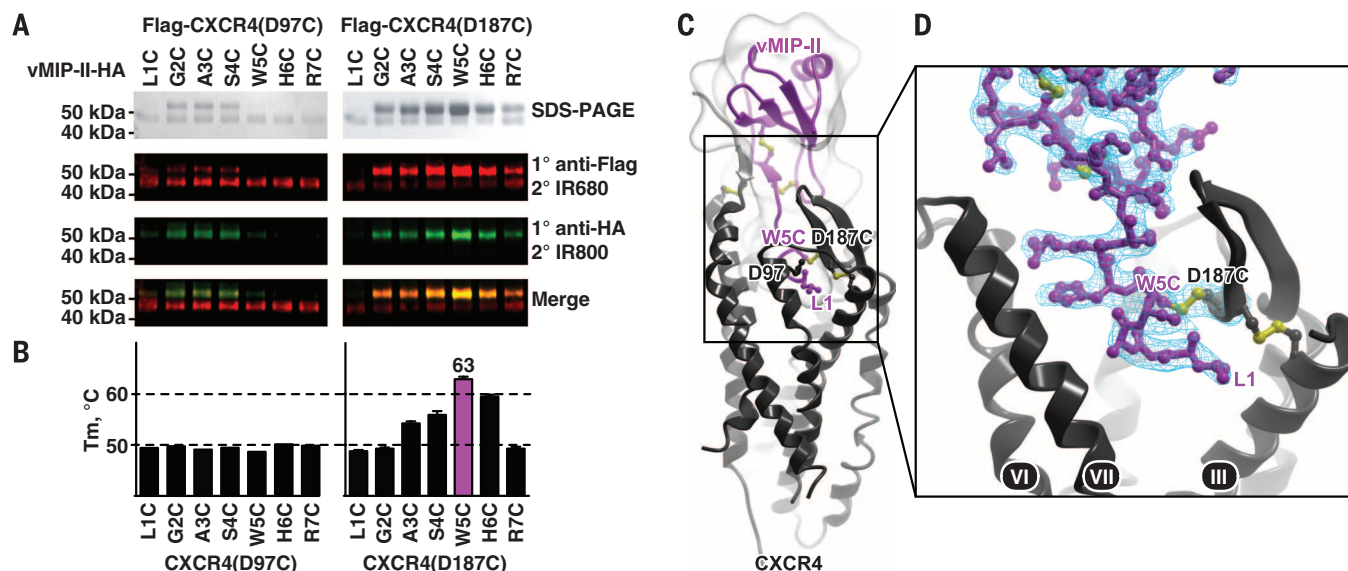 A
Flag-CXCR4(D97C) Flag-CXCR4(D187C)
vMIP-II-HA
L1C G2C A3C S4C W5C H6C R7C L1C G2C A3C S4C W5C H6C R7C
50 kDa
40 kDa
SDS-PAGE
50 kDa
40 kDa
1° anti-Flag
2° IR680
50 kDa
40 kDa
1° anti-HA
2° IR800
50 kDa
40 kDa
Merge
B
Tm, °C
60
50
63
L1C G2C A3C S4C W5C H6C R7C L1C G2C A3C S4C W5C H6C R7C
CXCR4(D97C) CXCR4(D187C)
C
vMIP-II
W5C D187C
D97
L1
CXCR4
D
W5C D187C
L1
VI VII III